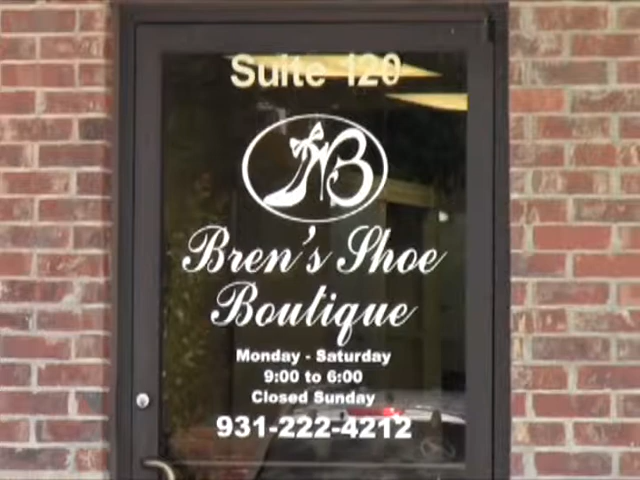 Suite 120
B
Bren's Shoe
Boutique
Monday - Saturday
9:00 to 6:00
Closed Sunday
931-222-4212